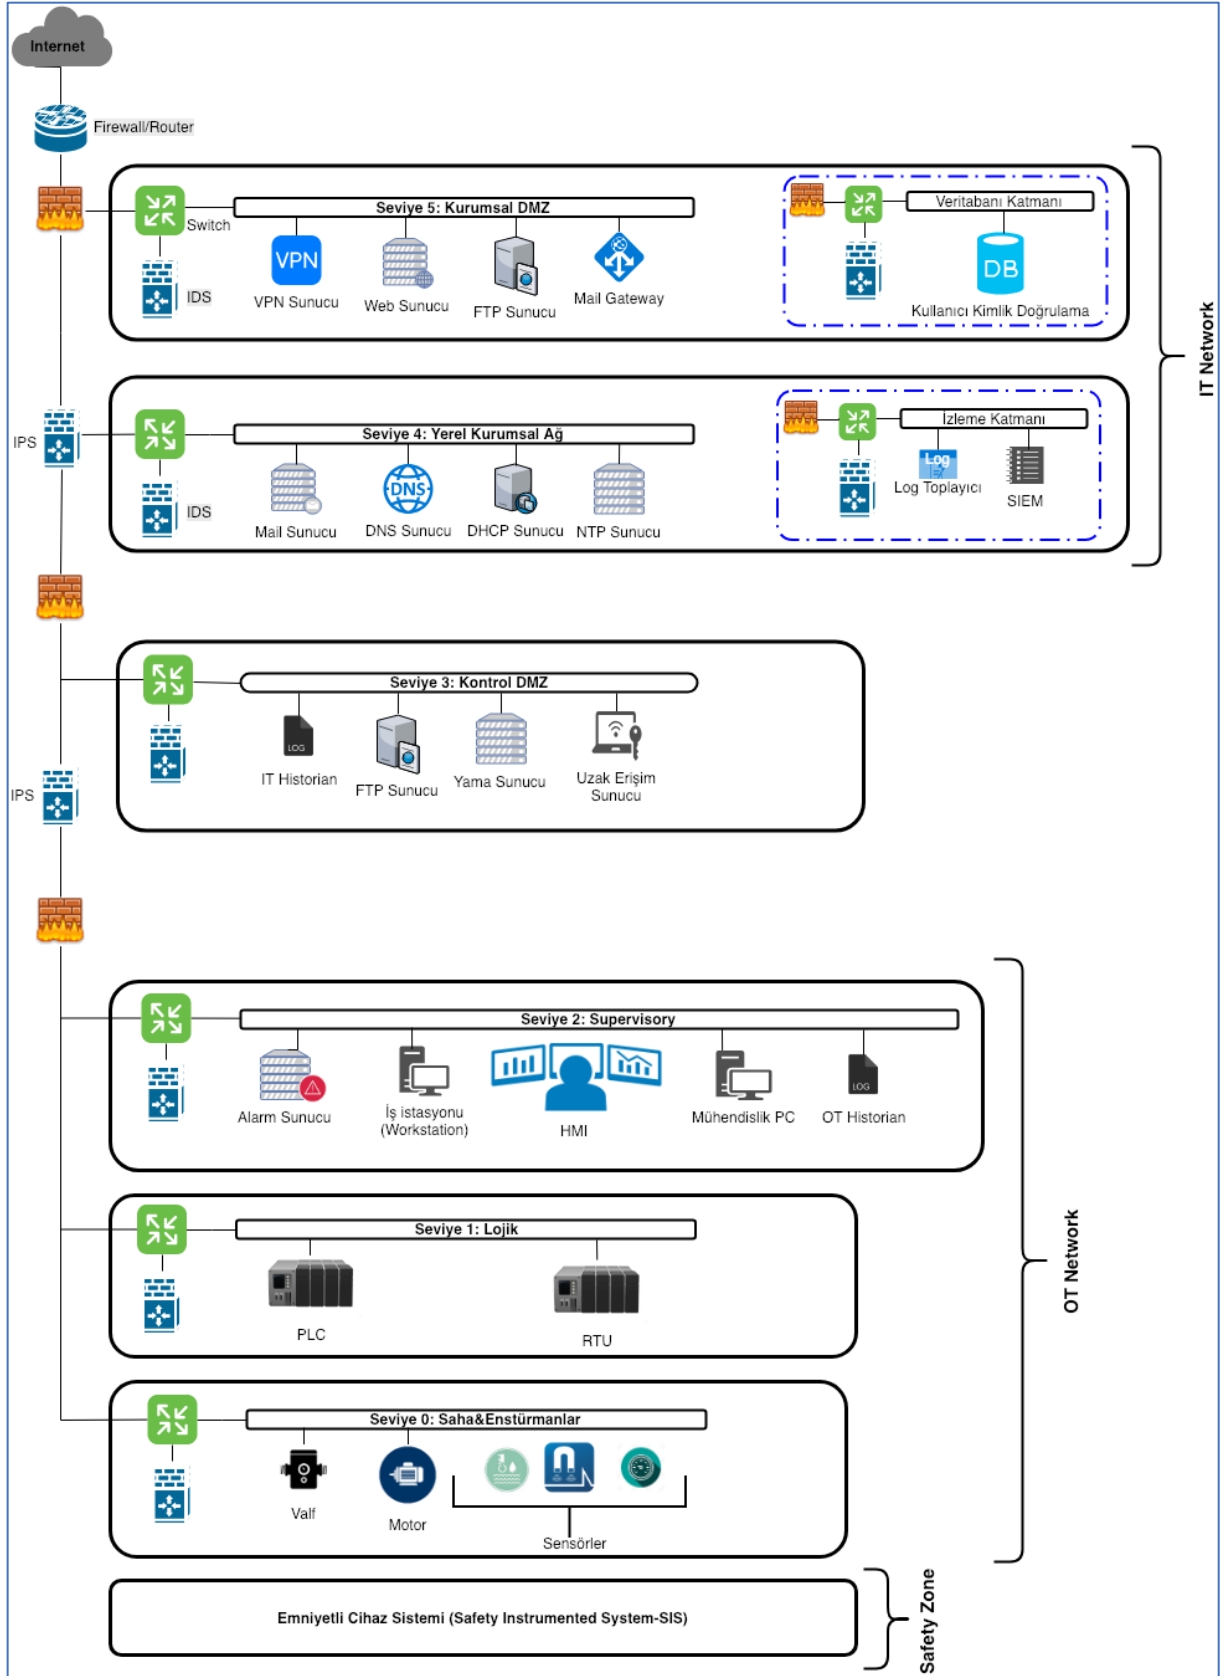 Internet
Firewall/Router
Seviye 5: Kurumsal DMZ
Switch
IDS
VPN
VPN Sunucu
Web Sunucu
FTP Sunucu
Mail Gateway
Veritabanı Katmanı
DB
Kullanıcı Kimlik Doğrulama
IT Network
IPS
Seviye 4: Yerel Kurumsal Ağ
IDS
Mail Sunucu
DNS
DNS Sunucu
DHCP Sunucu
NTP Sunucu
İzleme Katmanı
Log
Log Toplayıcı
SIEM
Seviye 3: Kontrol DMZ
LOG
IT Historian
FTP Sunucu
Yama Sunucu
Uzak Erişim
Sunucu
IPS
Seviye 2: Supervisory
Alarm Sunucu
İş istasyonu
(Workstation)
HMI
Mühendislik PC
LOG
OT Historian
OT Network
Seviye 1: Lojik
PLC
RTU
Seviye 0: Saha&Enstürmanlar
Valf
Motor
Sensörler
Emniyetli Cihaz Sistemi (Safety Instrumented System-SIS)
Safety Zone